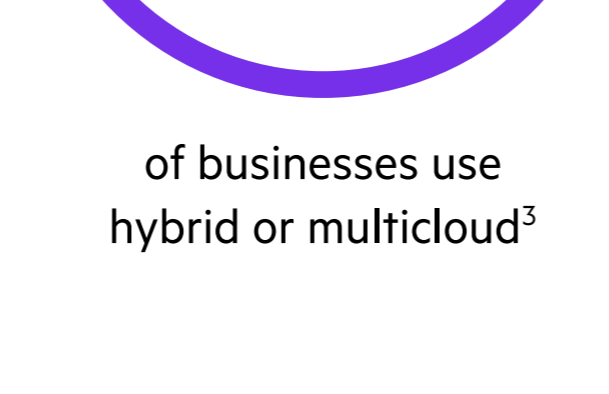 of businesses use
hybrid or multicloud³